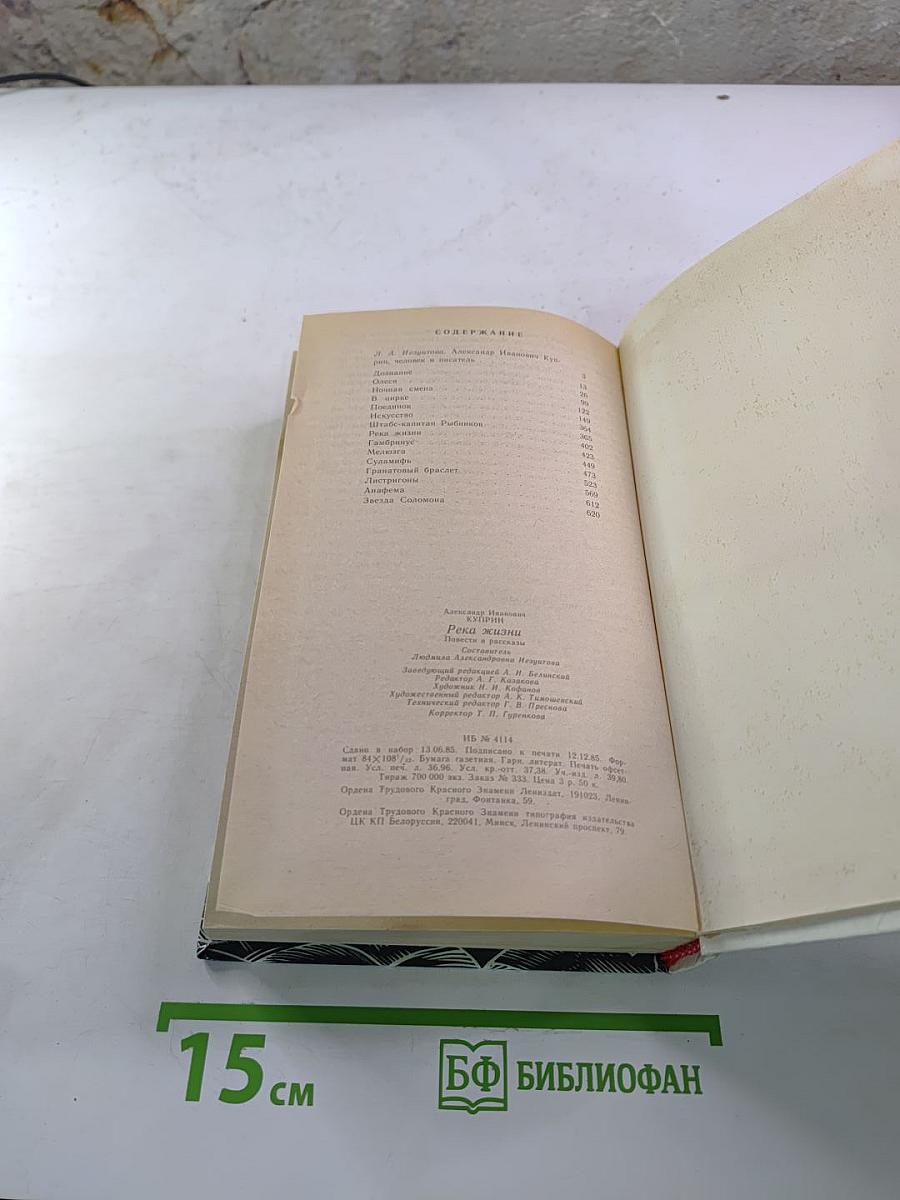 СОДЕРЖАНИЕ
Л. А. Иезуитова. Александр Иванович Куп-
рин, человек и писатель 3
Дознание 13
Олеся 26
Ночная смена 99
В цирке 122
Поединок 149
Искусство 364
Штабс-капитан Рыбников 365
Река жизни 402
Гамбринус 423
Мелюзга 449
Суламифь 473
Гранатовый браслет 523
Листригоны 569
Анафема 612
Звезда Соломона 620
Александр Иванович
КУПРИН
Река жизни
Повести и рассказы
Составитель
Людмила Александровна Иезуитова
Заведующий редакцией А. И. Белинский
Редактор А. Г. Казакова
Художник Н. И. Кофанов
Художественный редактор А. К. Тимошевский
Технический редактор Г. В. Преснова
Корректор Т. П. Гуренкова
ИБ № 4114
Сдано в набор 13.06.85. Подписано к печати 12.12.85. Фор-
мат 84×108¹/₃₂. Бумага газетная. Гарн. литерат. Печать офсет-
ная. Усл. печ. л. 36,96. Усл. кр.-отт. 37,38. Уч.-изд. л. 39,80.
Тираж 700 000 экз. Заказ № 333. Цена 3 р. 50 к.
Ордена Трудового Красного Знамени Лениздат, 191023, Ленин-
град, Фонтанка, 59.
Ордена Трудового Красного Знамени типография издательства
ЦК КП Белоруссии, 220041, Минск, Ленинский проспект, 79.
15 см
БФ БИБЛИОФАН